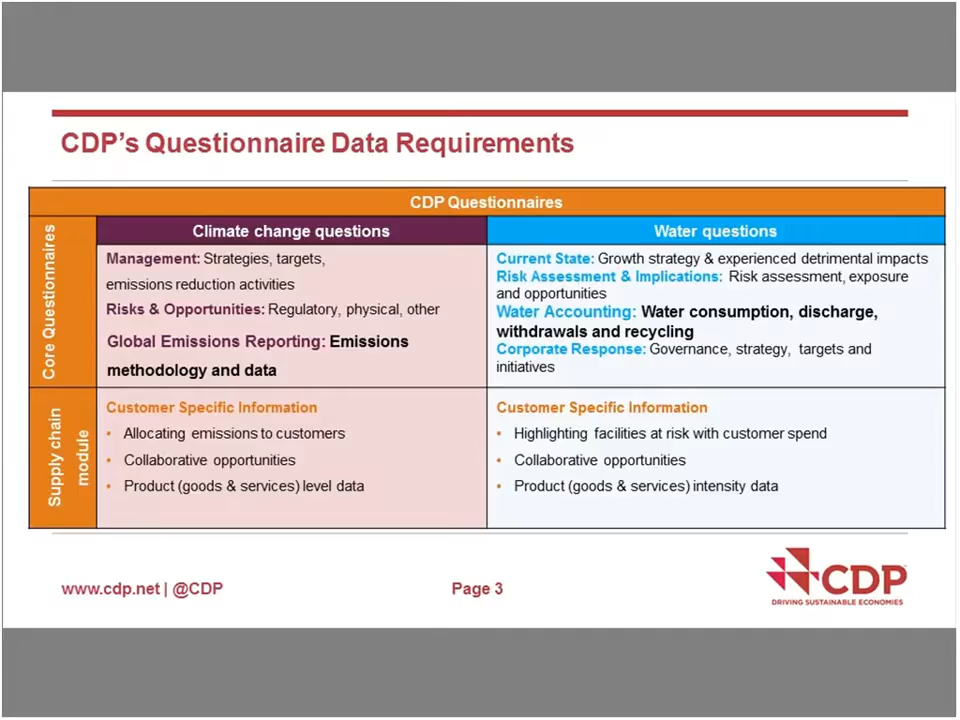 CDP's Questionnaire Data Requirements
CDP Questionnaires
Core Questionnaires
Climate change questions
Water questions
Management: Strategies, targets,
emissions reduction activities
Risks & Opportunities: Regulatory, physical, other
Global Emissions Reporting: Emissions
methodology and data
Current State: Growth strategy & experienced detrimental impacts
Risk Assessment & Implications: Risk assessment, exposure
and opportunities
Water Accounting: Water consumption, discharge,
withdrawals and recycling
Corporate Response: Governance, strategy, targets and
initiatives
Supply chain
module
Customer Specific Information
• Allocating emissions to customers
• Collaborative opportunities
• Product (goods & services) level data
Customer Specific Information
• Highlighting facilities at risk with customer spend
• Collaborative opportunities
• Product (goods & services) intensity data
www.cdp.net | @CDP
Page 3
CDP
DRIVING SUSTAINABLE ECONOMIES